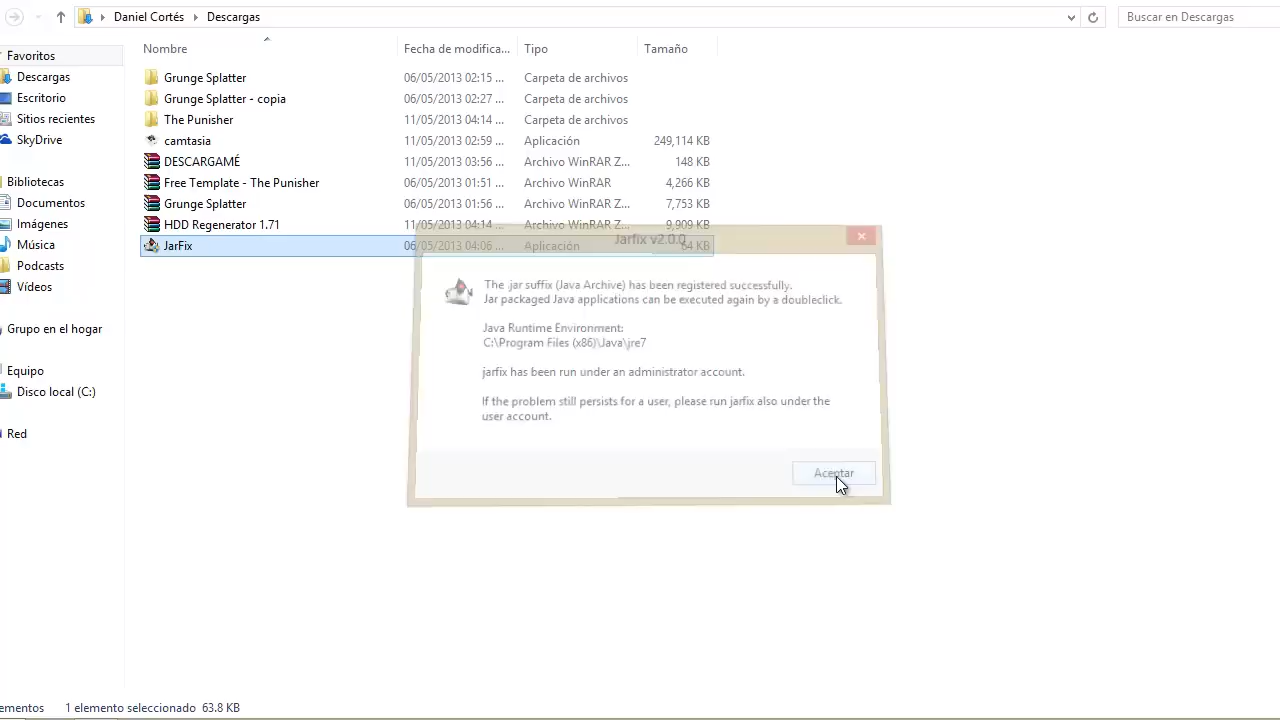 Daniel Cortés Descargas Buscar en Descargas
Nombre Fecha de modifica... Tipo Tamaño
Favoritos
Descargas
Escritorio
Sitios recientes
SkyDrive
Bibliotecas
Documentos
Imágenes
Música
Podcasts
Vídeos
Grupo en el hogar
Equipo
Disco local (C:)
Red
Grunge Splatter 06/05/2013 02:15 ... Carpeta de archivos
Grunge Splatter - copia 06/05/2013 02:27 ... Carpeta de archivos
The Punisher 11/05/2013 04:14 ... Carpeta de archivos
camtasia 11/05/2013 02:59 ... Aplicación 249,114 KB
DESCARGAMÉ 11/05/2013 03:56 ... Archivo WinRAR Z... 148 KB
Free Template - The Punisher 06/05/2013 01:51 ... Archivo WinRAR 4,266 KB
Grunge Splatter 06/05/2013 01:56 ... Archivo WinRAR Z... 7,753 KB
HDD Regenerator 1.71 11/05/2013 04:14 ... Archivo WinRAR Z... 9,909 KB
JarFix 06/05/2013 04:06 ... Aplicación 64 KB
Jarfix v2.0.0
The .jar suffix (Java Archive) has been registered successfully.
Jar packaged Java applications can be executed again by a doubleclick.
Java Runtime Environment:
C:\Program Files (x86)\Java\jre7
jarfix has been run under an administrator account.
If the problem still persists for a user, please run jarfix also under the
user account.
Aceptar
ementos 1 elemento seleccionado 63.8 KB